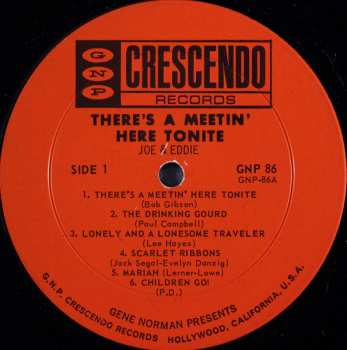 GNP
CRESCENDO
RECORDS
THERE'S A MEETIN'
HERE TONITE
JOE & EDDIE
SIDE 1
GNP 86
GNP-86A
1. THERE'S A MEETIN' HERE TONITE
(Bob Gibson)
2. THE DRINKING GOURD
(Paul Campbell)
3. LONELY AND A LONESOME TRAVELER
(Lee Hayes)
4. SCARLET RIBBONS
(Jack Segal-Evelyn Danzig)
5. MARIAH (Lerner-Lowe)
6. CHILDREN GO!
(P.D.)
GENE NORMAN PRESENTS
G.N.P. CRESCENDO RECORDS HOLLYWOOD, CALIFORNIA, U.S.A.